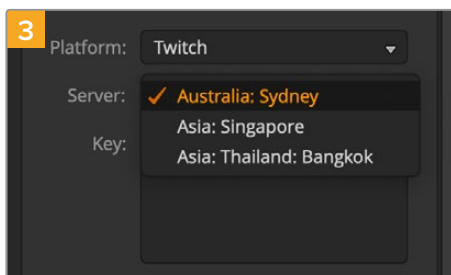 3
Platform: Twitch
Server: ✓ Australia: Sydney
Asia: Singapore
Key:
Asia: Thailand: Bangkok